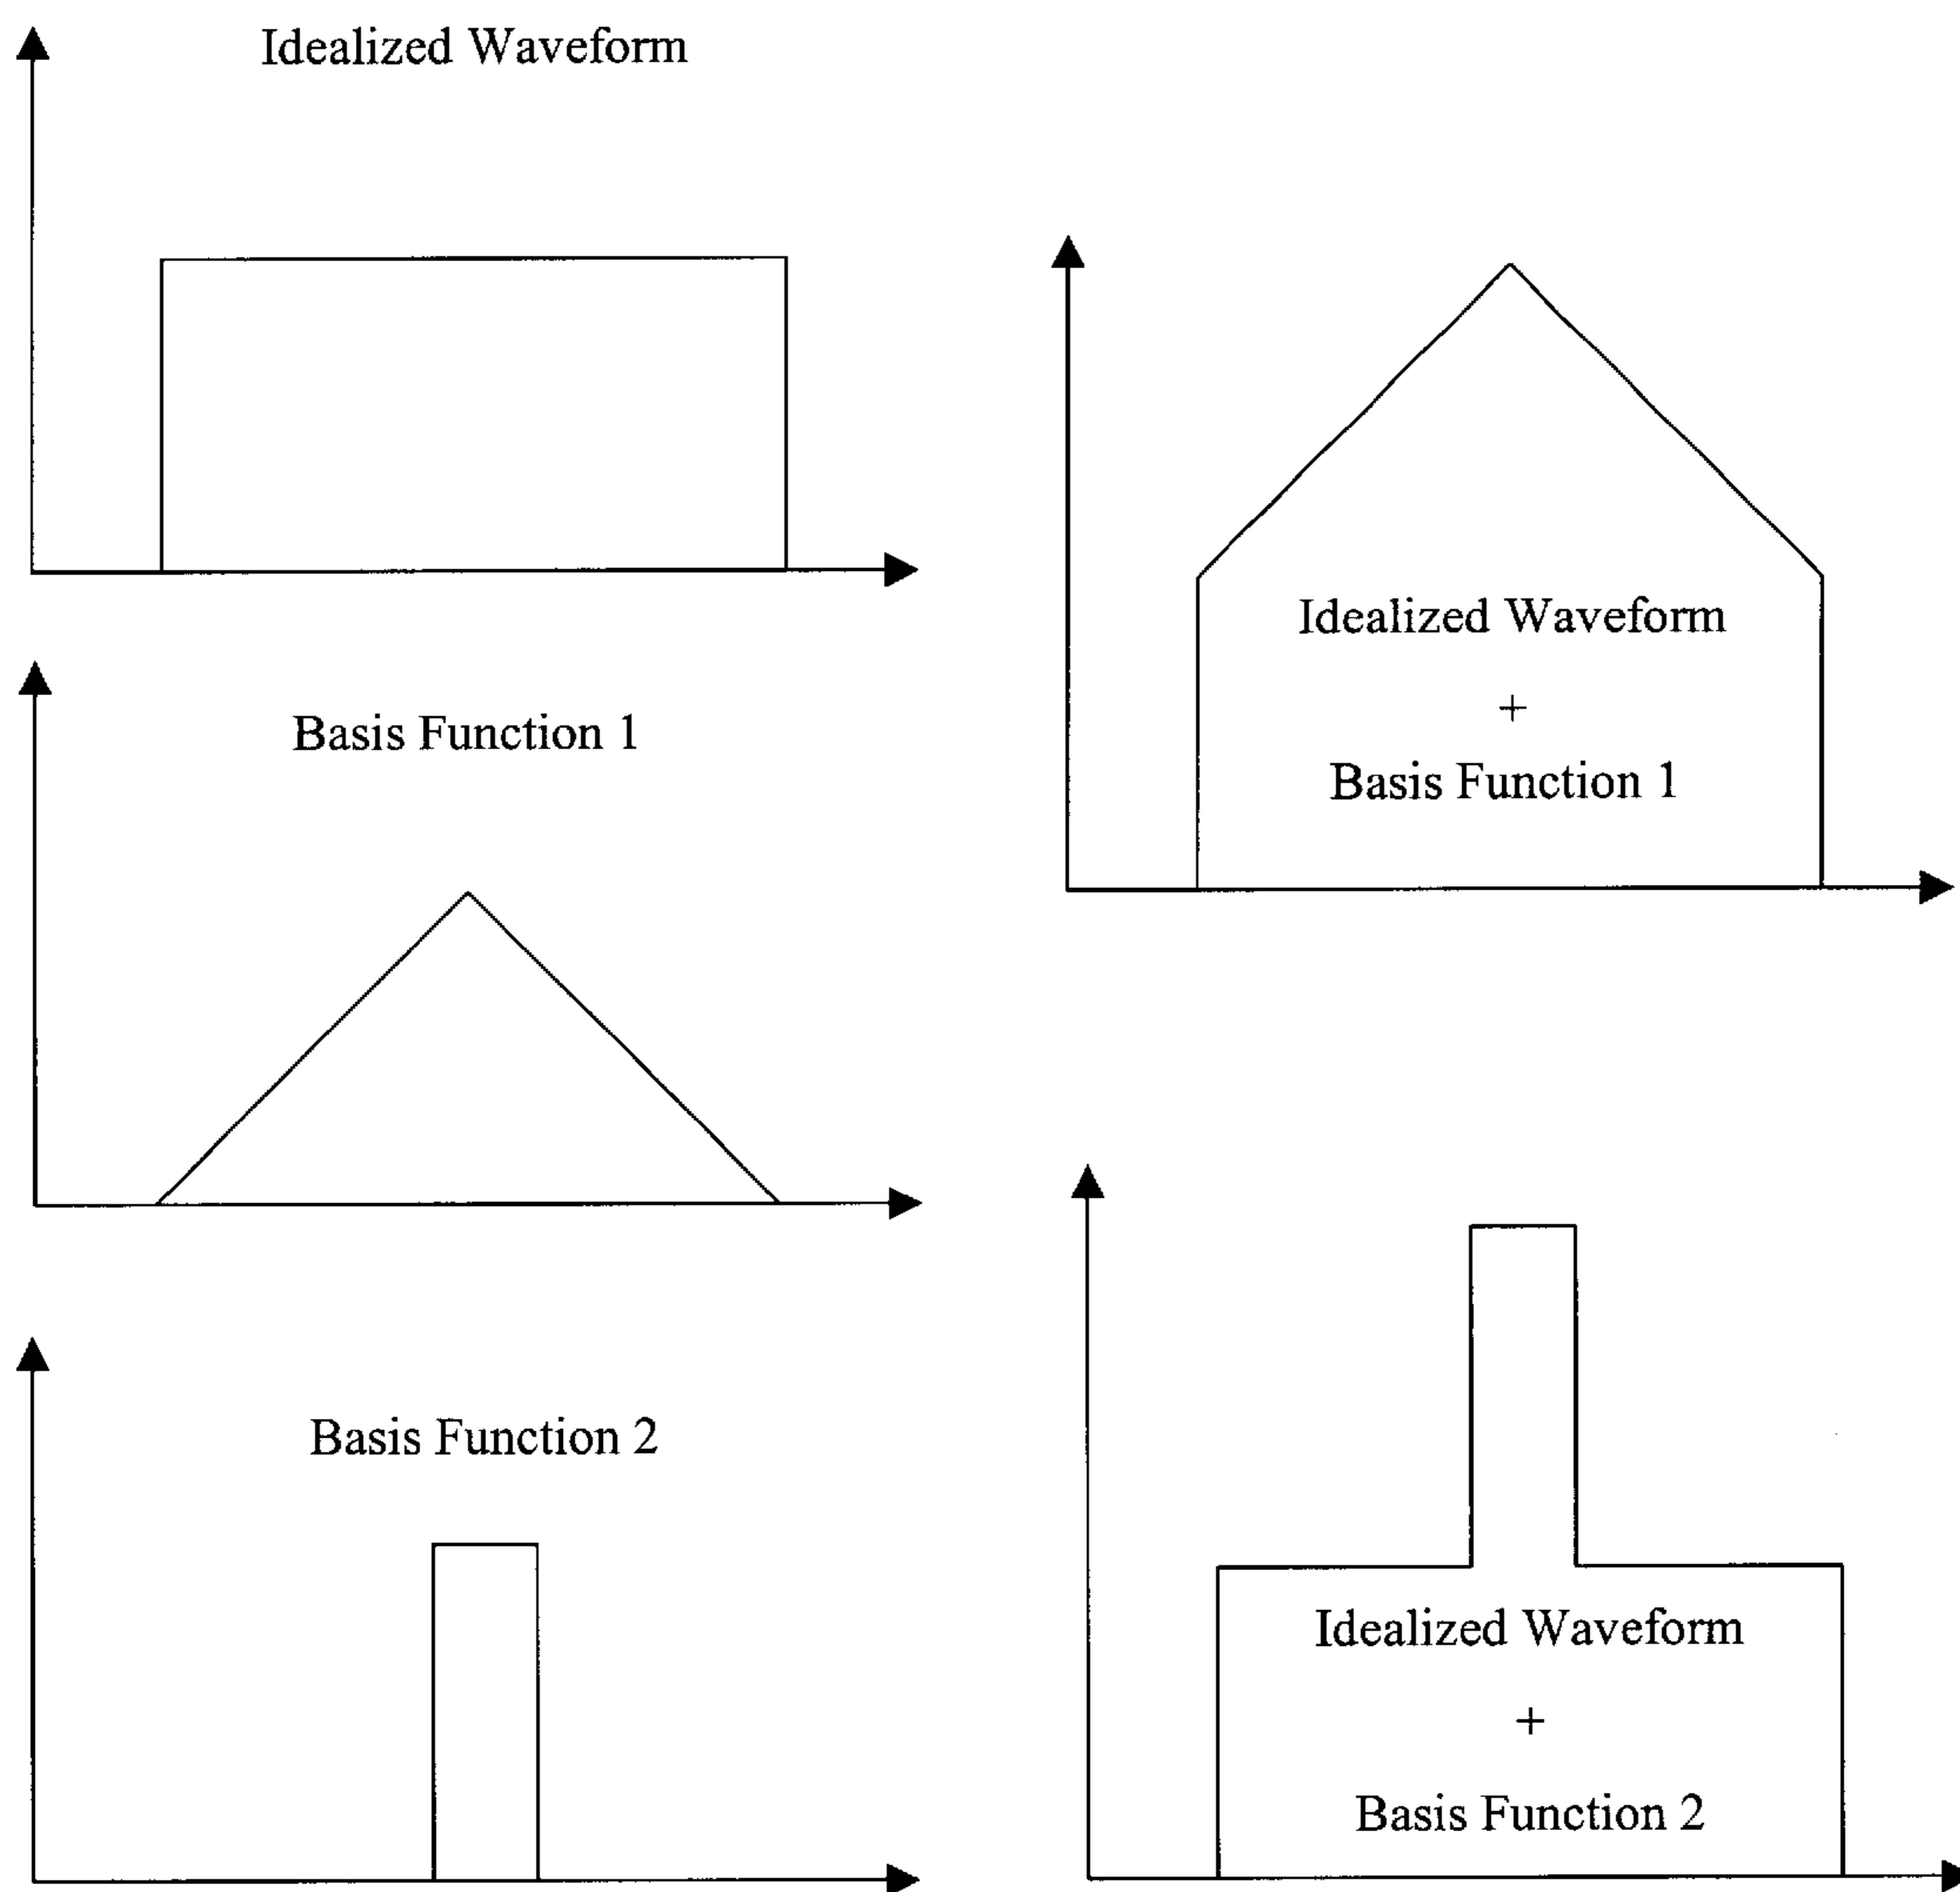 Idealized Waveform
Basis Function 1
Basis Function 2
Idealized Waveform
+
Basis Function 1
Idealized Waveform
+
Basis Function 2